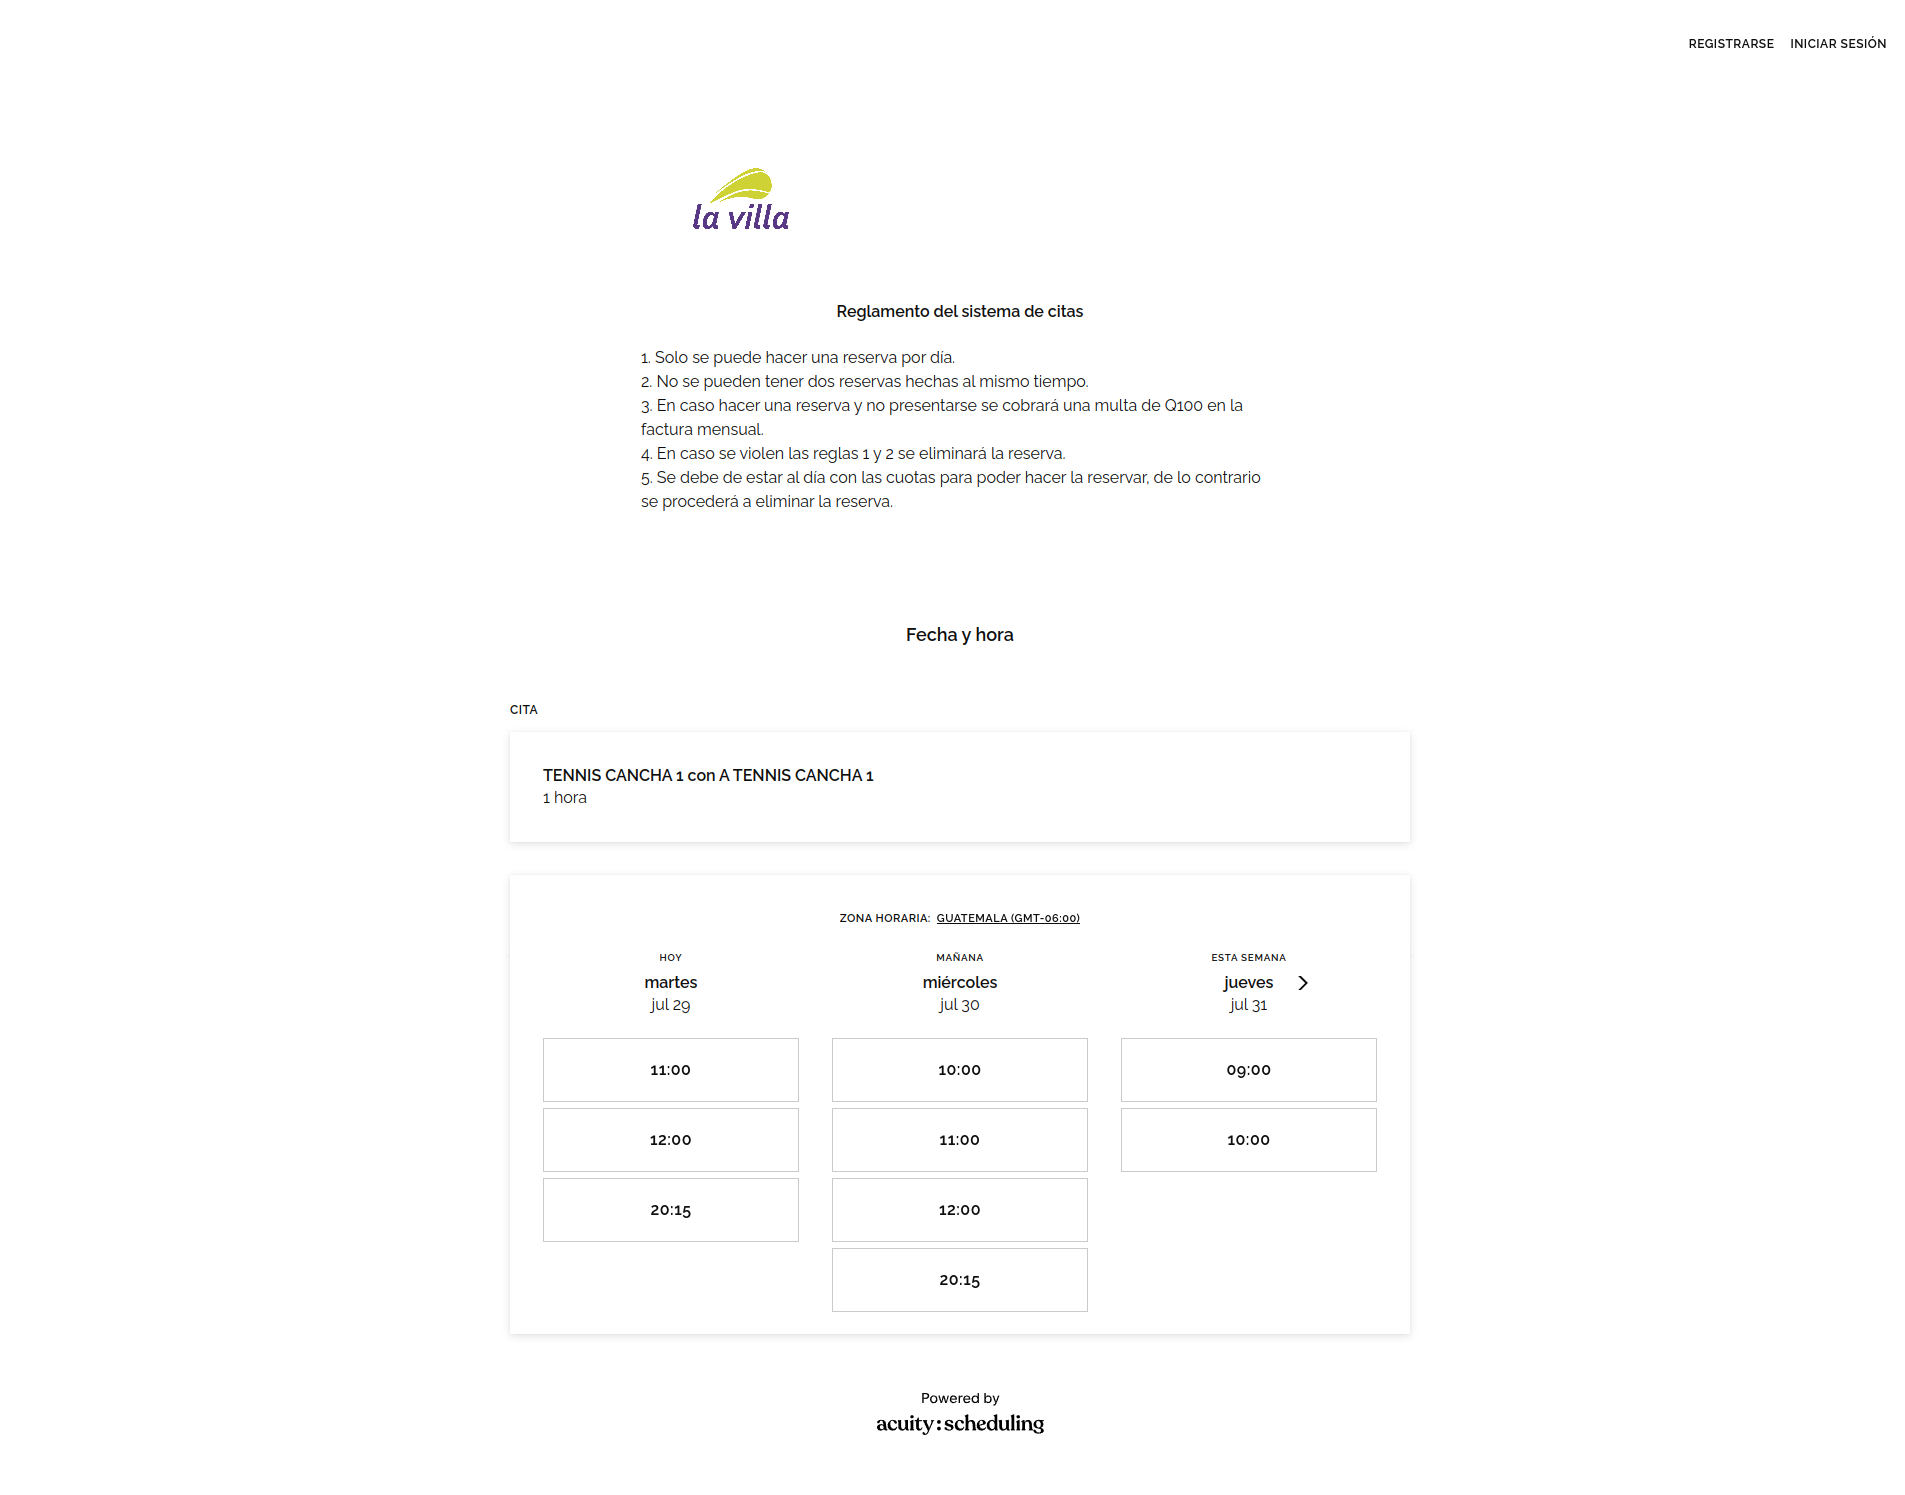 REGISTRARSE INICIAR SESIÓN
la villa
Reglamento del sistema de citas
1. Solo se puede hacer una reserva por día.
2. No se pueden tener dos reservas hechas al mismo tiempo.
3. En caso hacer una reserva y no presentarse se cobrará una multa de Q100 en la
factura mensual.
4. En caso se violen las reglas 1 y 2 se eliminará la reserva.
5. Se debe de estar al día con las cuotas para poder hacer la reservar, de lo contrario
se procederá a eliminar la reserva.
Fecha y hora
CITA
TENNIS CANCHA 1 con A TENNIS CANCHA 1
1 hora
ZONA HORARIA: GUATEMALA (GMT-06:00)
HOY
martes
jul 29
11:00
12:00
20:15
MAÑANA
miércoles
jul 30
10:00
11:00
12:00
20:15
ESTA SEMANA
jueves
jul 31
09:00
10:00
Powered by
acuity:scheduling